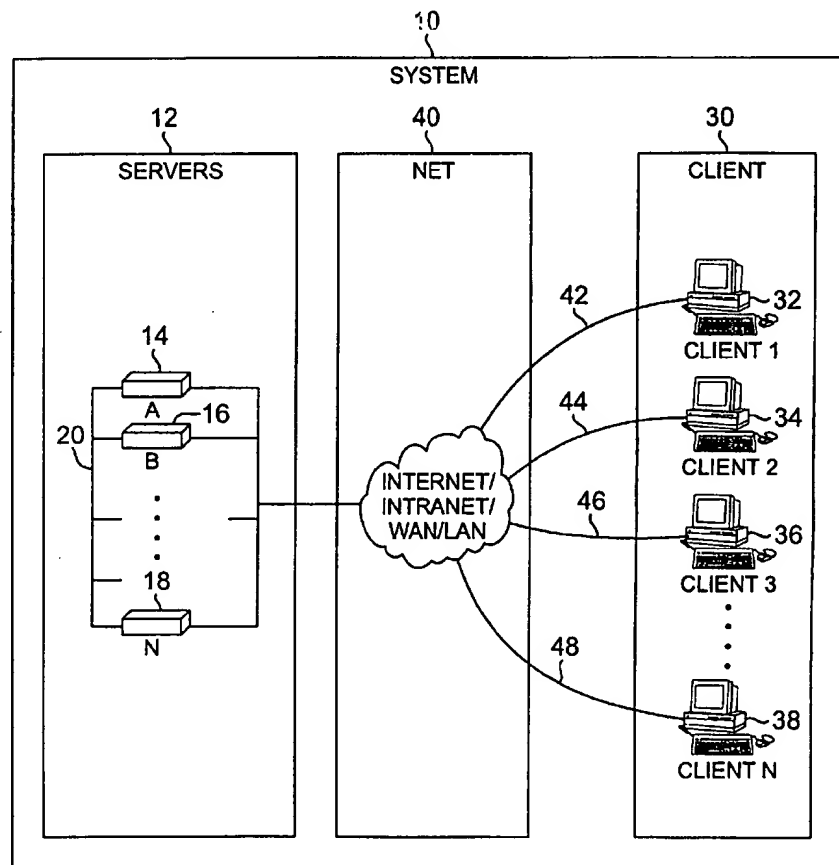 10
SYSTEM
12
40
30
SERVERS
NET
CLIENT
42
32
CLIENT 1
14
A
16
B
20
44
34
CLIENT 2
INTERNET/
INTRANET/
WAN/LAN
46
36
CLIENT 3
18
N
48
38
CLIENT N